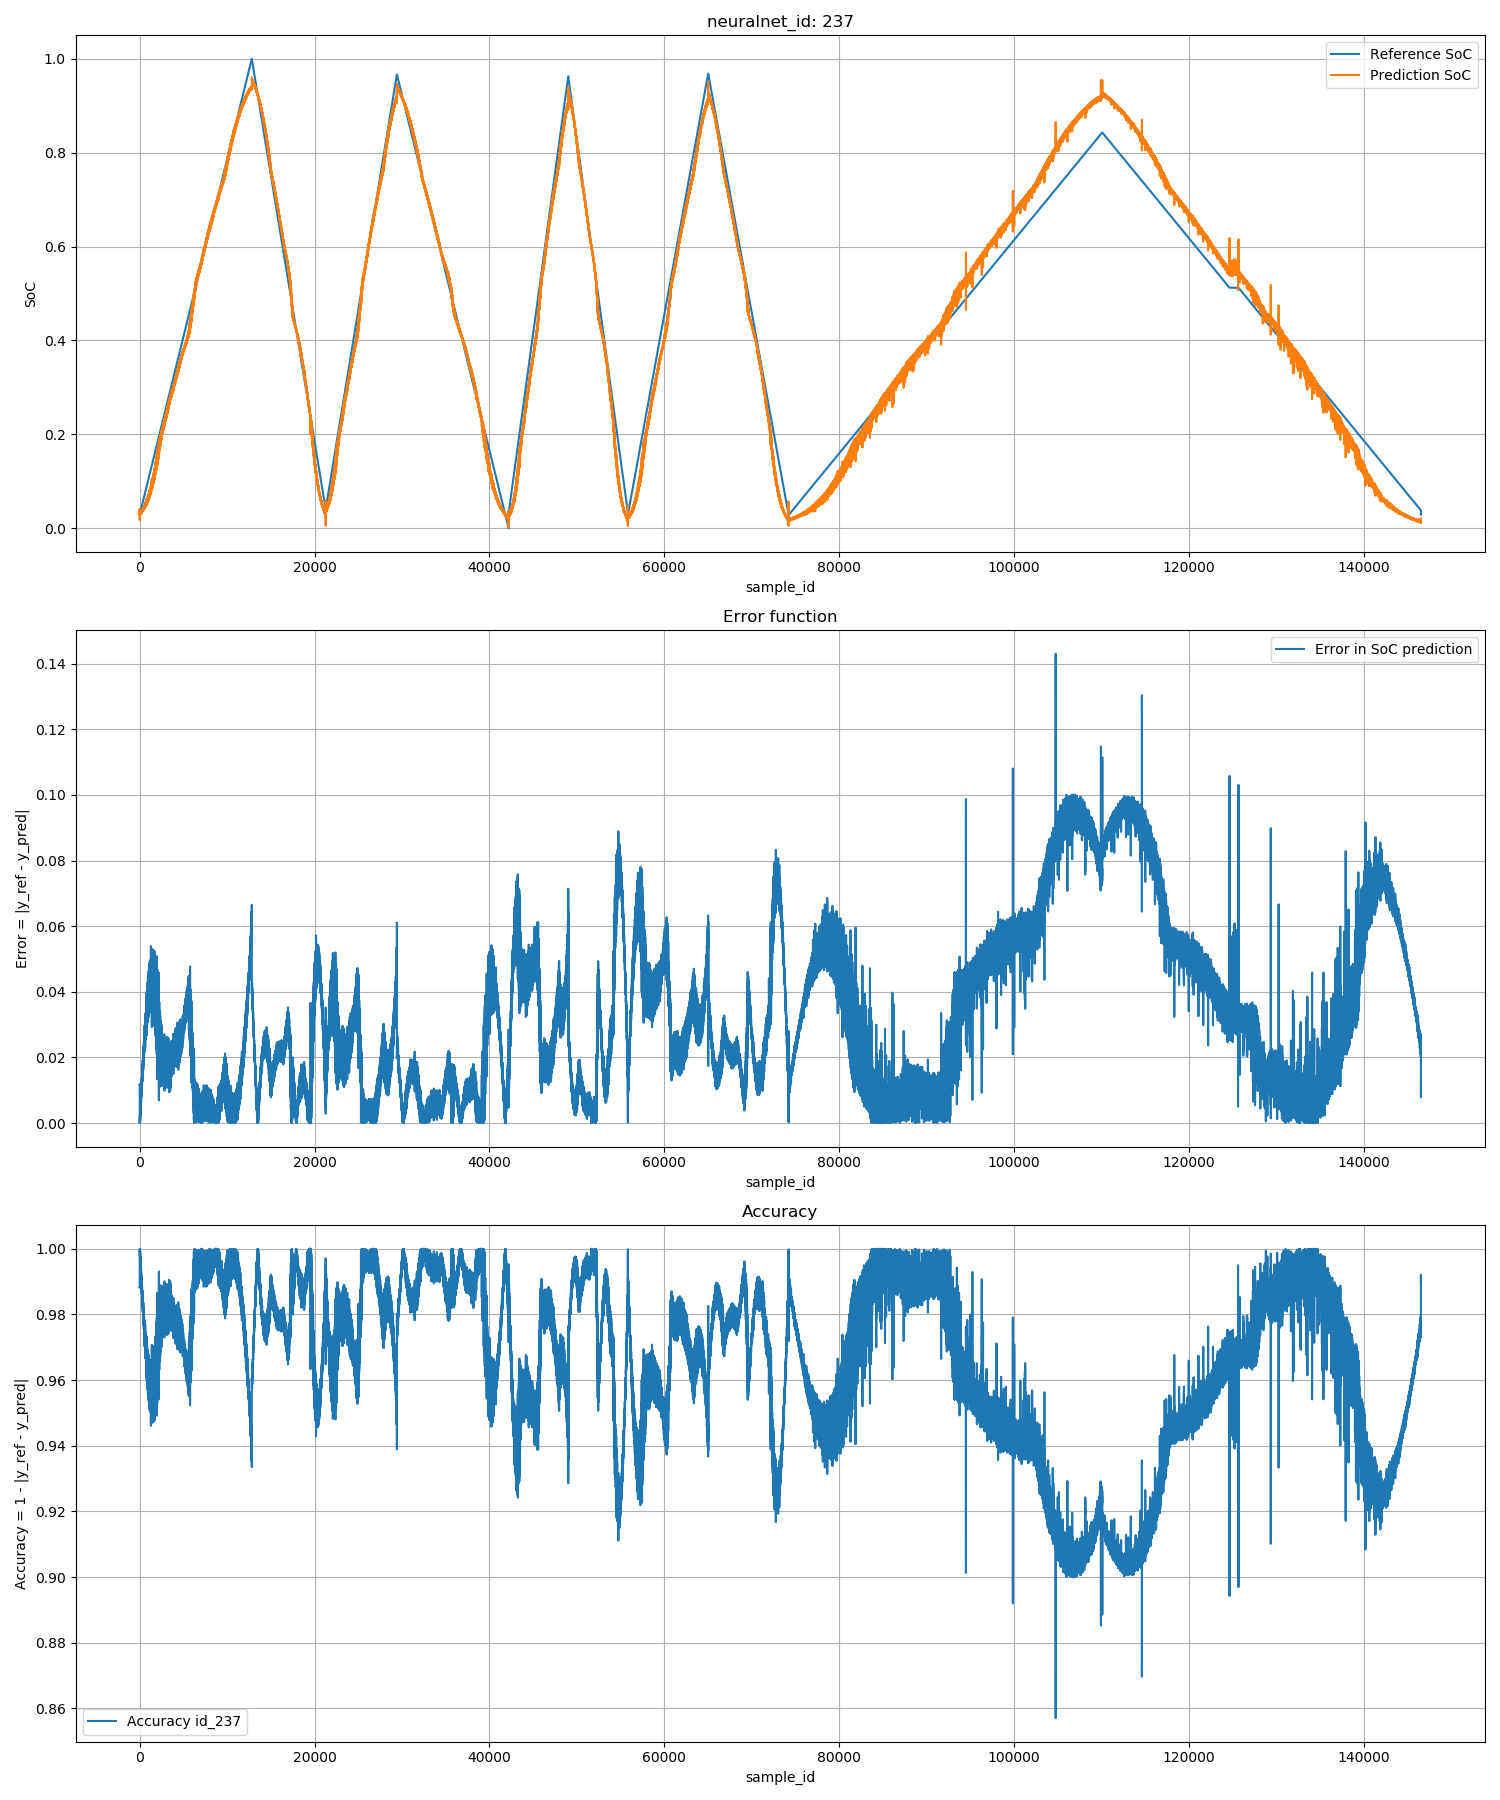 neuralnet_id: 237
Reference SoC
Prediction SoC
1.0
0.8
0.6
0.4
0.2
0.0
SoC
0 20000 40000 60000 80000 100000 120000 140000
sample_id
Error function
Error in SoC prediction
0.14
0.12
0.10
0.08
0.06
0.04
0.02
0.00
Error = |y_ref - y_pred|
0 20000 40000 60000 80000 100000 120000 140000
sample_id
Accuracy
1.00
0.98
0.96
0.94
0.92
0.90
0.88
0.86
Accuracy = 1 - |y_ref - y_pred|
Accuracy id_237
0 20000 40000 60000 80000 100000 120000 140000
sample_id